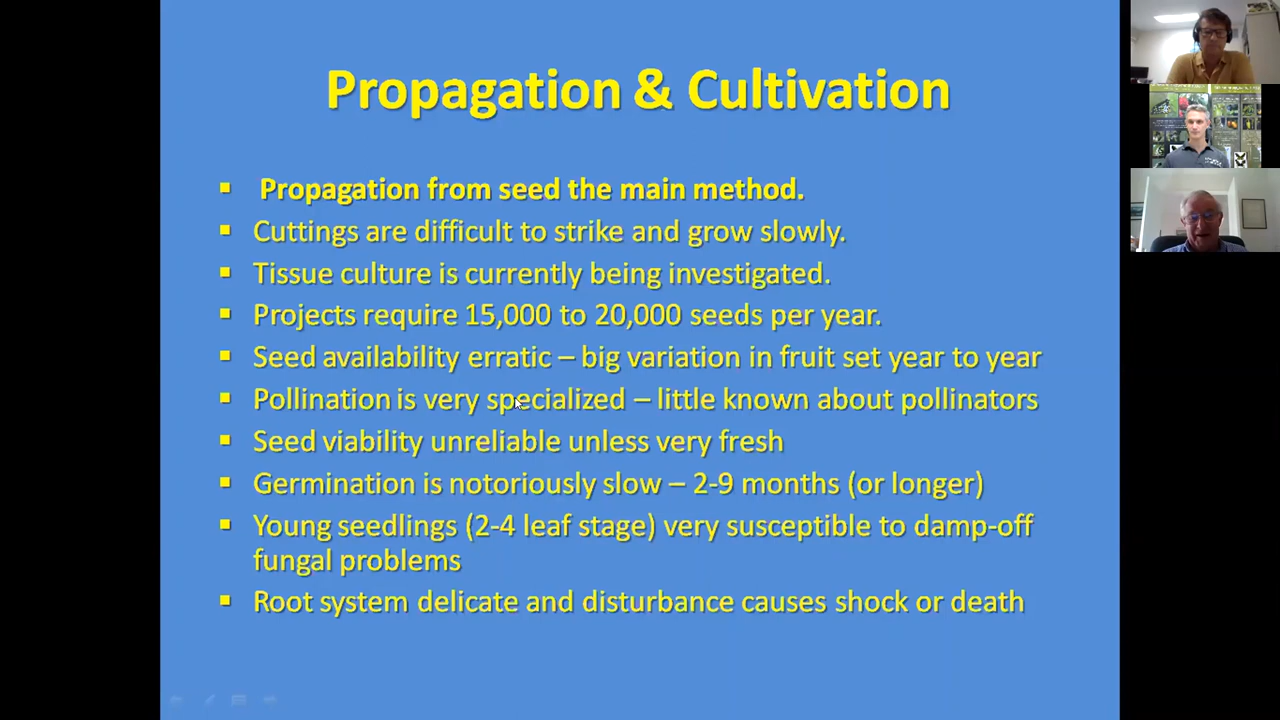 Propagation & Cultivation
▪ Propagation from seed the main method.
▪ Cuttings are difficult to strike and grow slowly.
▪ Tissue culture is currently being investigated.
▪ Projects require 15,000 to 20,000 seeds per year.
▪ Seed availability erratic – big variation in fruit set year to year
▪ Pollination is very specialized – little known about pollinators
▪ Seed viability unreliable unless very fresh
▪ Germination is notoriously slow – 2-9 months (or longer)
▪ Young seedlings (2-4 leaf stage) very susceptible to damp-off
fungal problems
▪ Root system delicate and disturbance causes shock or death